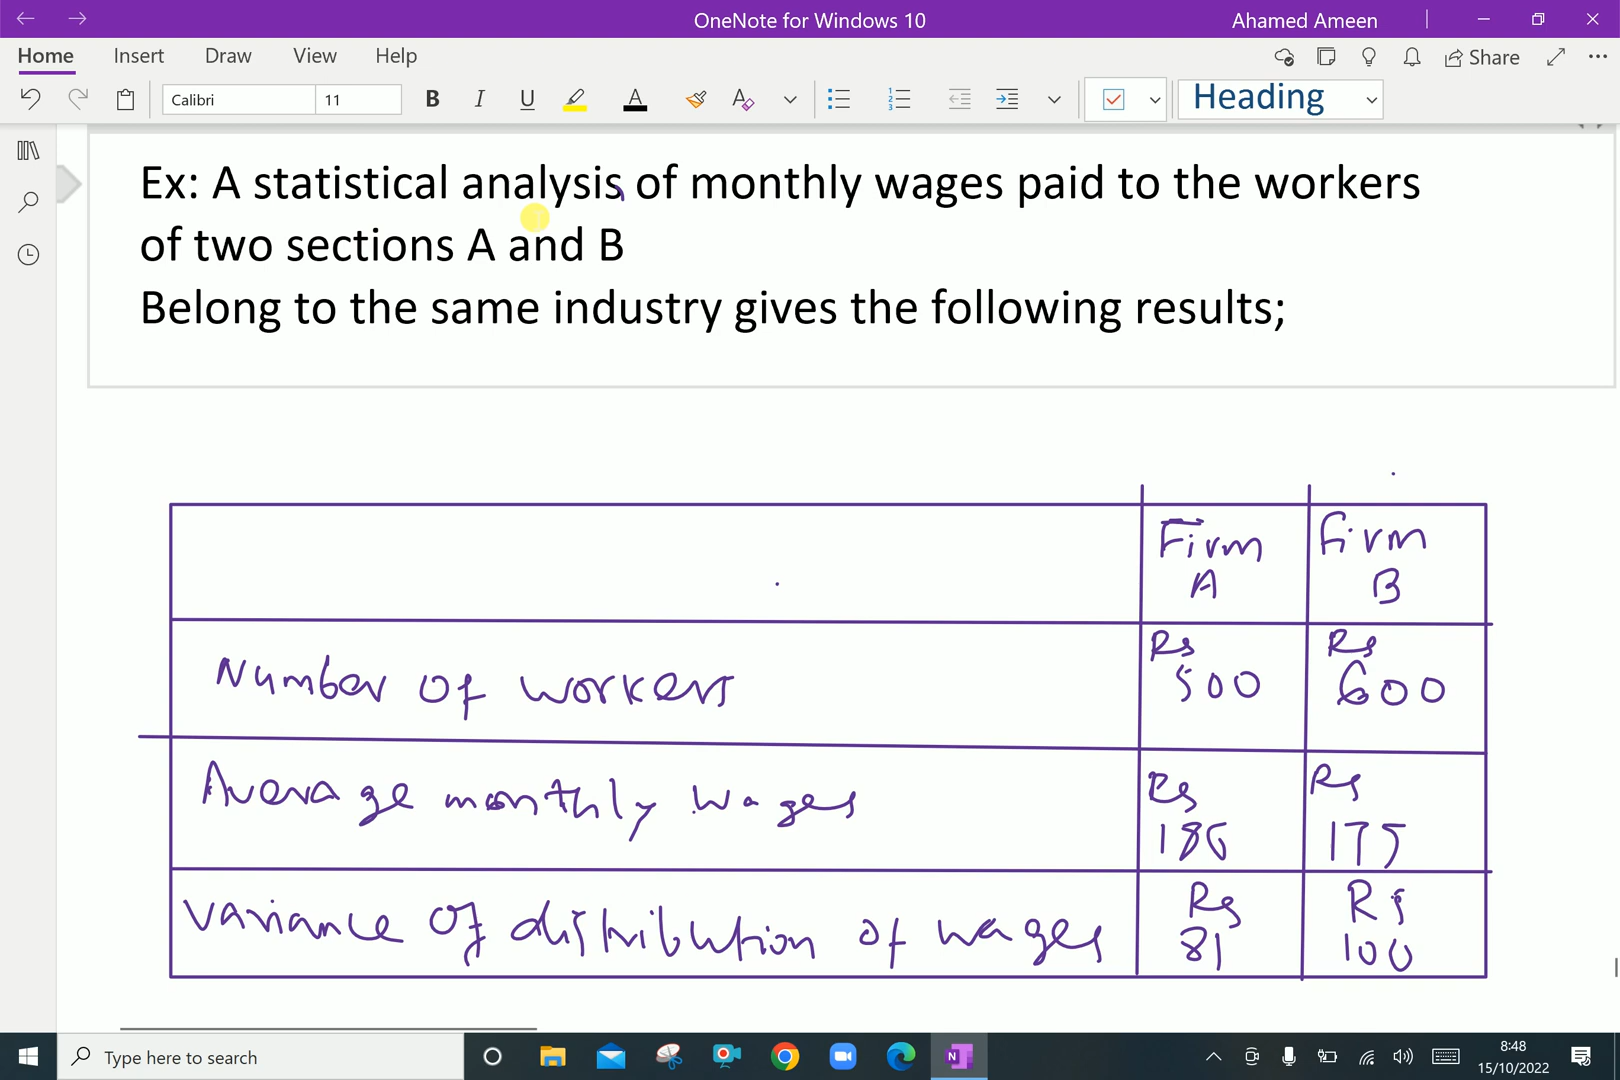 OneNote for Windows 10
Ahamed Ameen
Home Insert Draw View Help
Share
Calibri 11 B I U A A Heading
Ex: A statistical analysis of monthly wages paid to the workers
of two sections A and B
Belong to the same industry gives the following results;
Firm A Firm B
Number of workers Rs 500 Rs 600
Average monthly wages Rs 186 Rs 175
Variance of distribution of wages Rs 81 Rs 100
Type here to search
8:48
15/10/2022